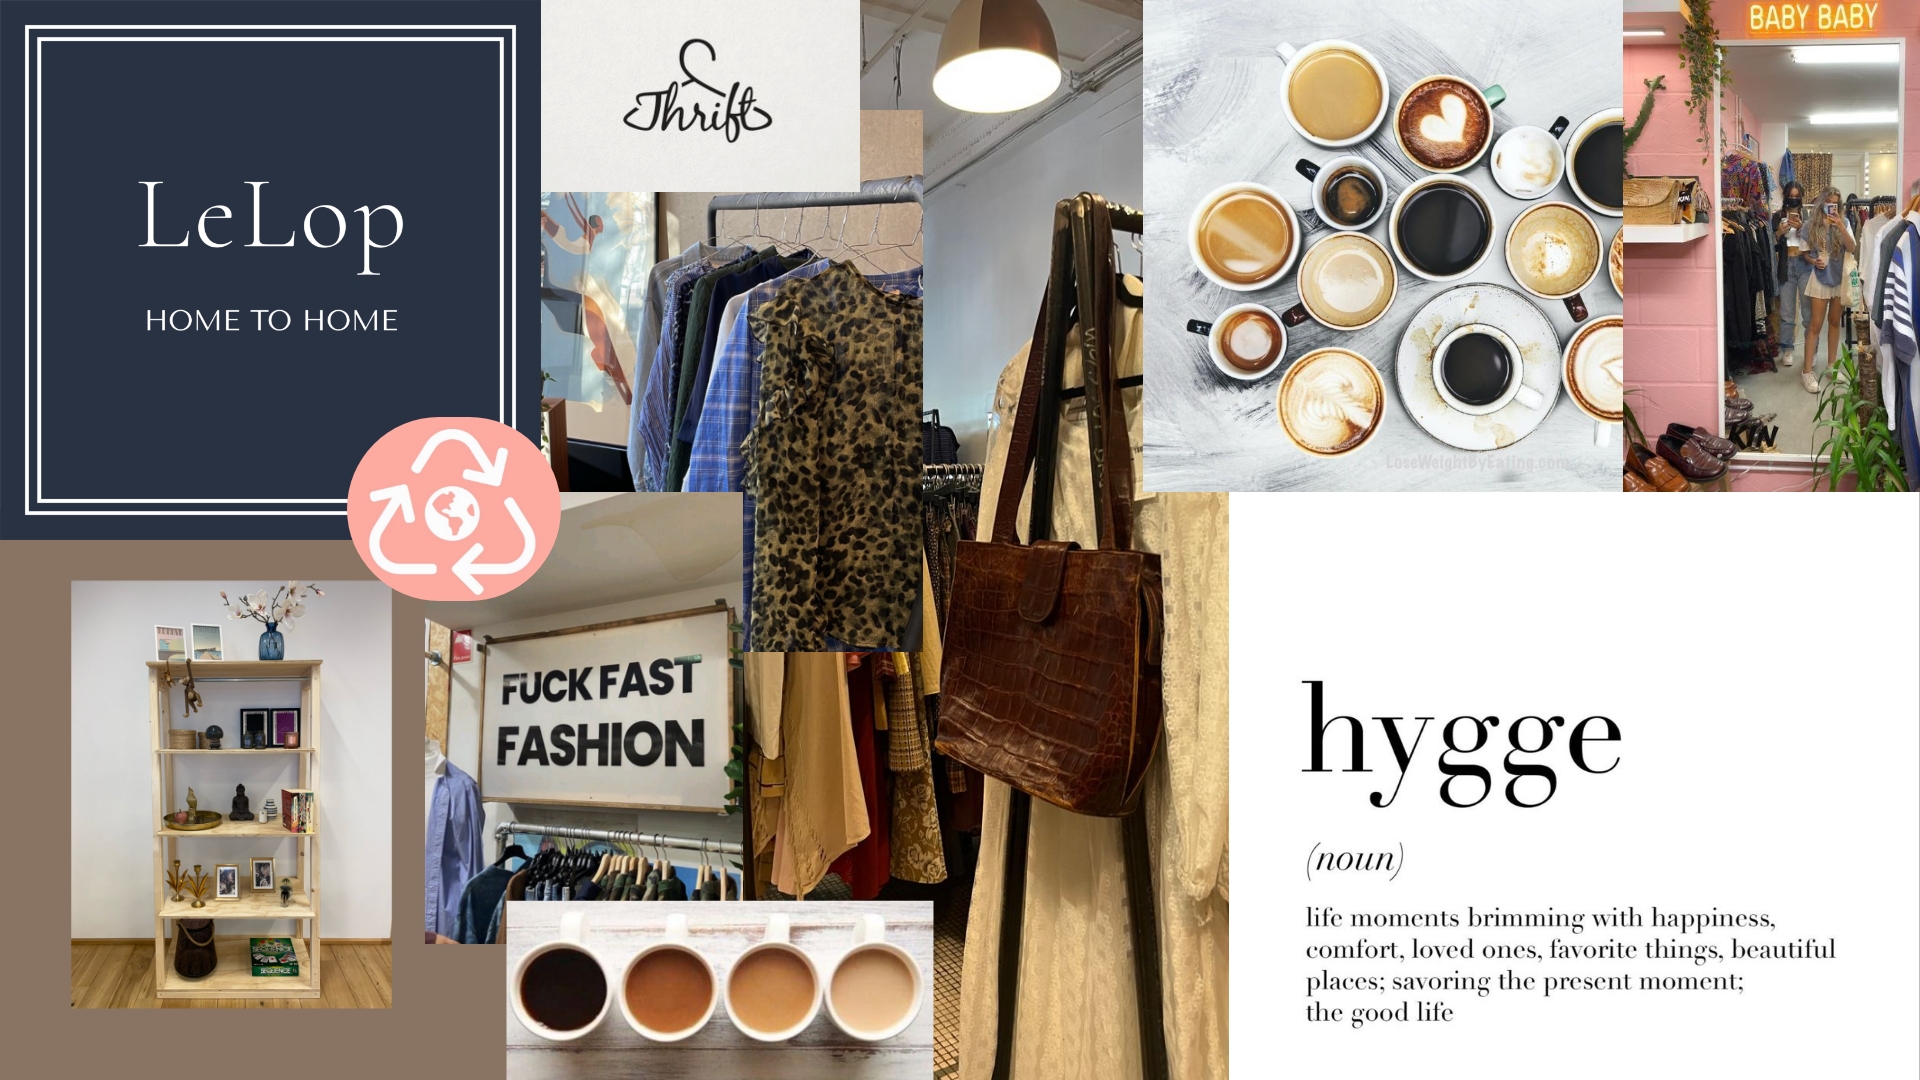 LeLop
HOME TO HOME
Thrift
BABY BABY
LoseWeightByEating.com
FUCK FAST
FASHION
SEQUENCE
hygge
(noun)
life moments brimming with happiness,
comfort, loved ones, favorite things, beautiful
places; savoring the present moment;
the good life